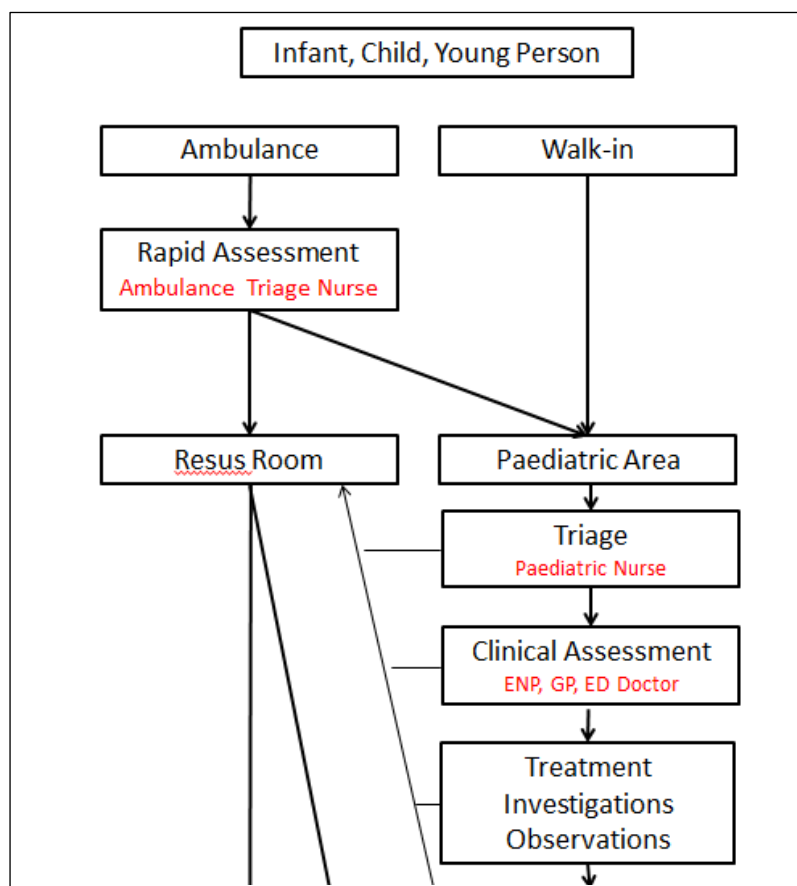 Infant, Child, Young Person
Ambulance
Walk-in
Rapid Assessment
Ambulance Triage Nurse
Resus Room
Paediatric Area
Triage
Paediatric Nurse
Clinical Assessment
ENP, GP, ED Doctor
Treatment
Investigations
Observations